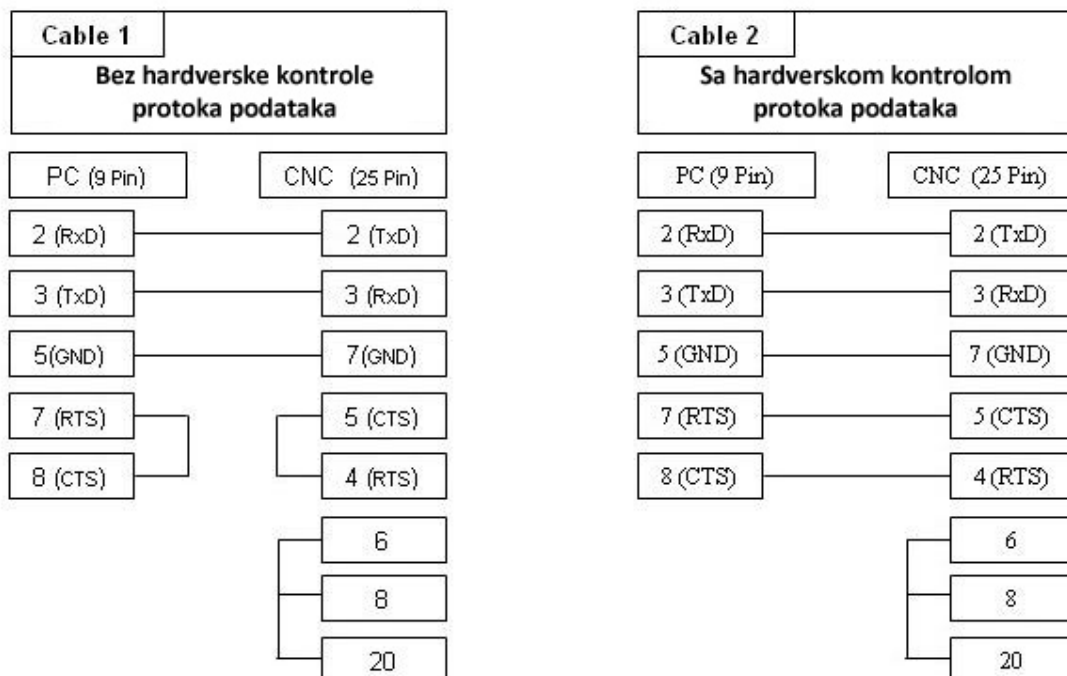 Cable 1
Bez hardverske kontrole
protoka podataka
PC (9 Pin) CNC (25 Pin)
2 (RxD) 2 (TxD)
3 (TxD) 3 (RxD)
5(GND) 7(GND)
7 (RTS) 5 (CTS)
8 (CTS) 4 (RTS)
6
8
20
Cable 2
Sa hardverskom kontrolom
protoka podataka
PC (9 Pin) CNC (25 Pin)
2 (RxD) 2 (TxD)
3 (TxD) 3 (RxD)
5 (GND) 7 (GND)
7 (RTS) 5 (CTS)
8 (CTS) 4 (RTS)
6
8
20